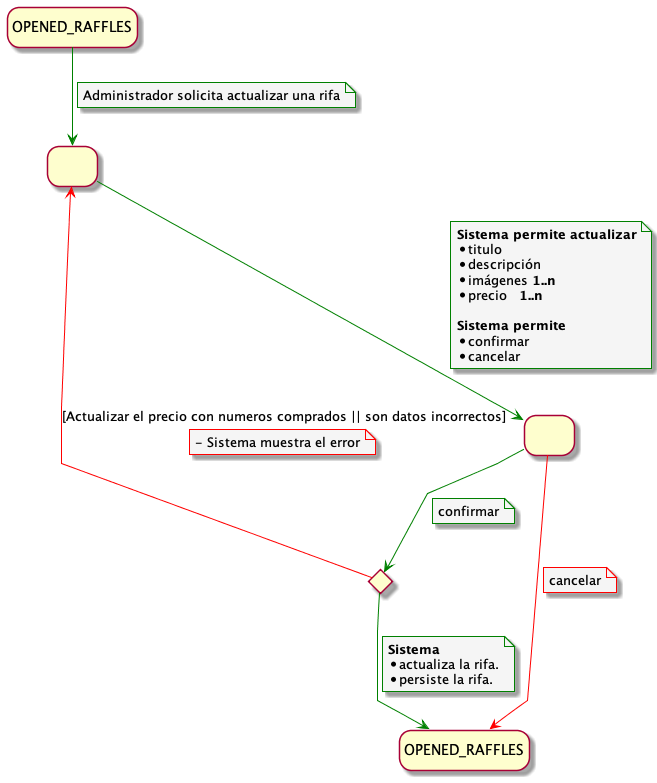 OPENED_RAFFLES
Administrador solicita actualizar una rifa
Sistema permite actualizar
• titulo
• descripción
• imágenes 1..n
• precio 1..n
Sistema permite
• confirmar
• cancelar
[Actualizar el precio con numeros comprados || son datos incorrectos]
- Sistema muestra el error
confirmar
cancelar
Sistema
• actualiza la rifa.
• persiste la rifa.
OPENED_RAFFLES